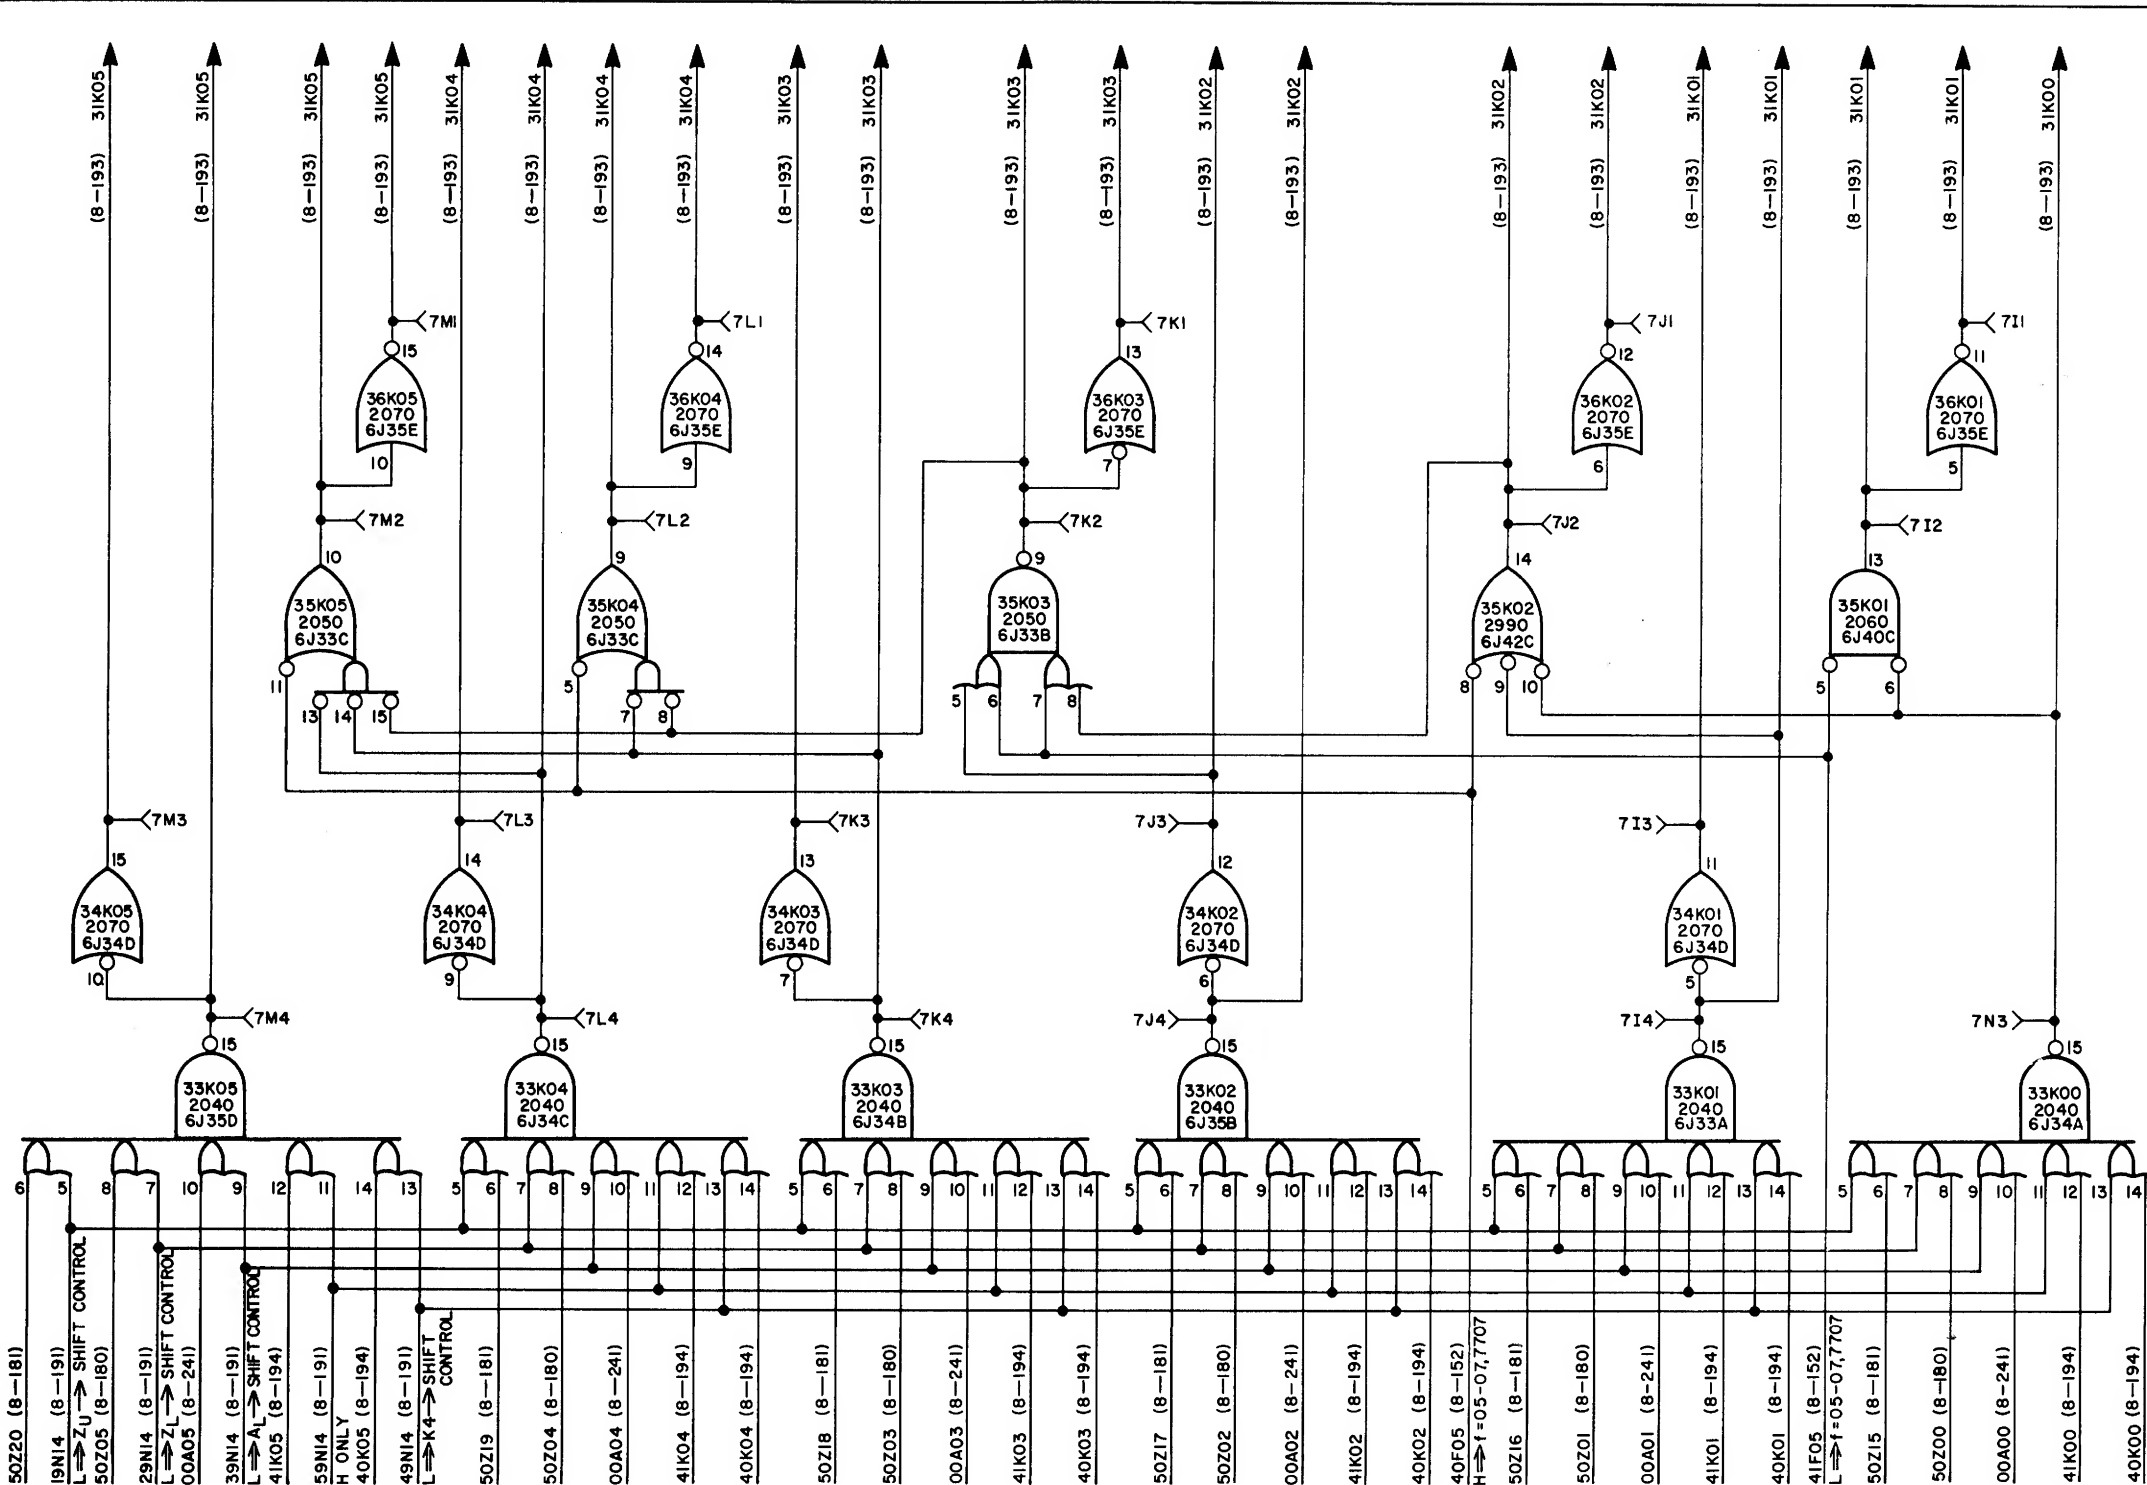 (8-193) 31K05
(8-193) 31K05
(8-193) 31K05
(8-193) 31K05
(8-193) 31K04
(8-193) 31K04
(8-193) 31K04
(8-193) 31K04
(8-193) 31K03
(8-193) 31K03
(8-193) 31K03
(8-193) 31K03
(8-193) 31K02
(8-193) 31K02
(8-193) 31K02
(8-193) 31K02
(8-193) 31K01
(8-193) 31K01
(8-193) 31K01
(8-193) 31K01
(8-193) 31K00
7M1 7L1 7K1 7J1 7I1
15 14 13 12 11
36K05 36K04 36K03 36K02 36K01
2070 2070 2070 2070 2070
6J35E 6J35E 6J35E 6J35E 6J35E
10 9 7 6 5
7M2 7L2 7K2 7J2 7I2
10 9 9 14 13
35K05 35K04 35K03 35K02 35K01
2050 2050 2050 2990 2060
6J33C 6J33C 6J33B 6J42C 6J40C
11 5 8 9 10 5 6
13 14 15 7 8 5 6 7 8
7M3 7L3 7K3 7J3 7I3
15 14 13 12 11
34K05 34K04 34K03 34K02 34K01
2070 2070 2070 2070 2070
6J34D 6J34D 6J34D 6J34D 6J34D
10 9 7 6 5
7M4 7L4 7K4 7J4 7I4 7N3
15 15 15 15 15 15
33K05 33K04 33K03 33K02 33K01 33K00
2040 2040 2040 2040 2040 2040
6J35D 6J34C 6J34B 6J35B 6J33A 6J34A
6 5 8 7 10 9 12 11 14 13
5 6 7 8 9 10 11 12 13 14
5 6 7 8 9 10 11 12 13 14
5 6 7 8 9 10 11 12 13 14
5 6 7 8 9 10 11 12 13 14
5 6 7 8 9 10 11 12 13 14
50Z20 (8-181)
19N14 (8-191)
L⇒ZU→SHIFT CONTROL
50Z05 (8-180)
29N14 (8-191)
L⇒ZL→SHIFT CONTROL
00A05 (8-241)
39N14 (8-191)
L⇒AL→SHIFT CONTROL
41K05 (8-194)
59N14 (8-191)
H ONLY
40K05 (8-194)
49N14 (8-191)
L⇒K4→SHIFT
CONTROL
50Z19 (8-181)
50Z04 (8-180)
00A04 (8-241)
41K04 (8-194)
40K04 (8-194)
50Z18 (8-181)
50Z03 (8-180)
00A03 (8-241)
41K03 (8-194)
40K03 (8-194)
50Z17 (8-181)
50Z02 (8-180)
00A02 (8-241)
41K02 (8-194)
40K02 (8-194)
40F05 (8-152)
H⇒f=05-07,7707
50Z16 (8-181)
50Z01 (8-180)
00A01 (8-241)
41K01 (8-194)
40K01 (8-194)
41F05 (8-152)
L⇒f=05-07,7707
50Z15 (8-181)
50Z00 (8-180)
00A00 (8-241)
41K00 (8-194)
40K00 (8-194)